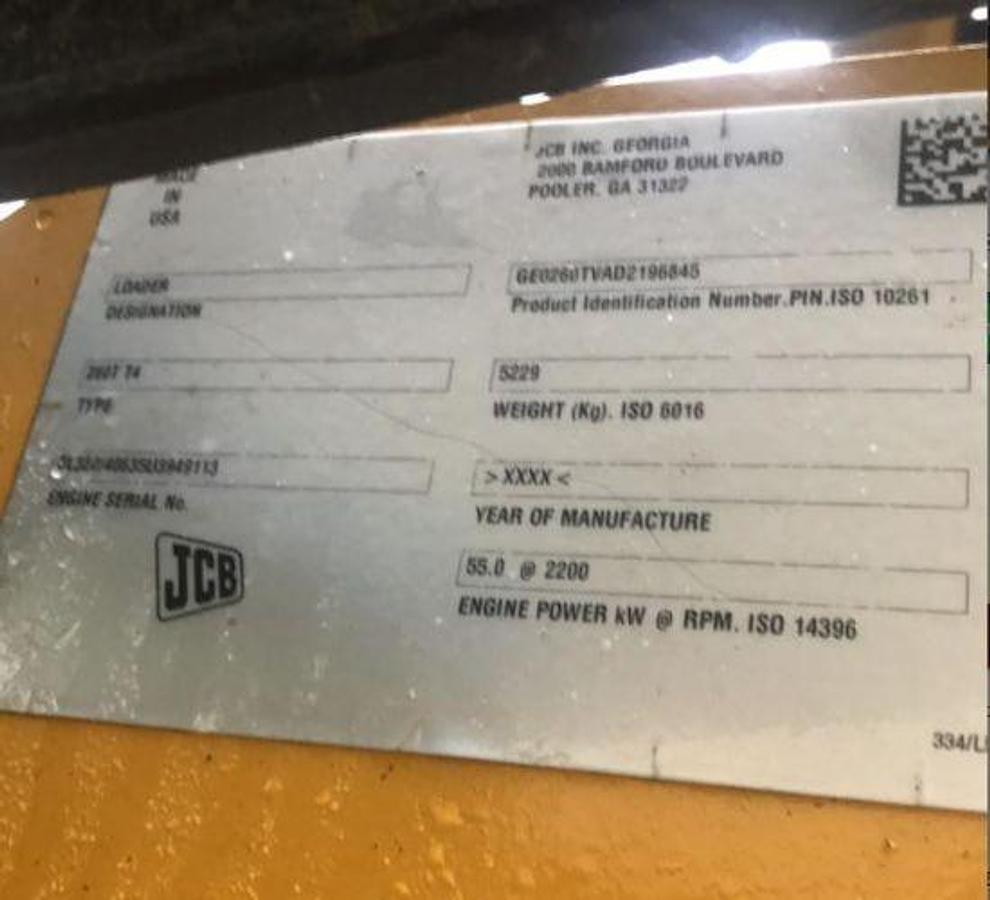 MADE
IN
USA
JCB INC. GEORGIA
2000 BAMFORD BOULEVARD
POOLER, GA 31322
LOADER
DESIGNATION
GE0260TVAD2196845
Product Identification Number.PIN.ISO 10261
260T T4
TYPE
5229
WEIGHT (Kg). ISO 6016
ENGINE SERIAL No.
>XXXX<
YEAR OF MANUFACTURE
JCB
55.0 @ 2200
ENGINE POWER kW @ RPM. ISO 14396